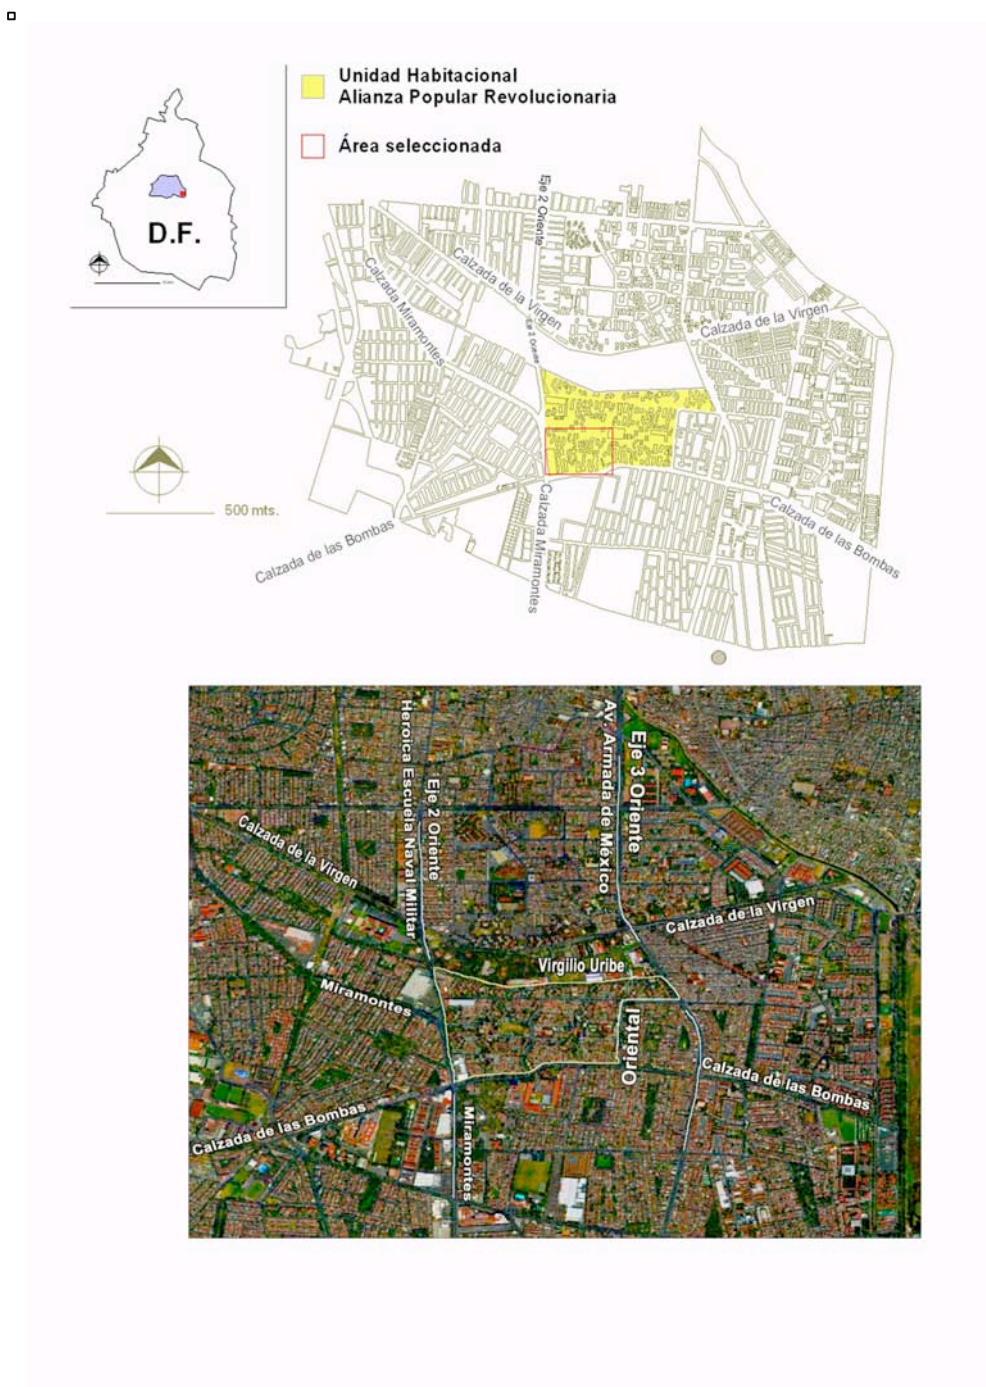 Unidad Habitacional
Alianza Popular Revolucionaria
Área seleccionada
D.F.
Eje 2 Oriente
Calzada de la Virgen
Calzada Miramontes
Eje 2 Oriente
Calzada de la Virgen
500 mts.
Calzada de las Bombas
Calzada Miramontes
Calzada de las Bombas
Heroica Escuela Naval Militar
Eje 2 Oriente
Av. Armada de México
Eje 3 Oriente
Calzada de la Virgen
Calzada de la Virgen
Virgilio Uribe
Miramontes
Oriental
Calzada de las Bombas
Calzada de las Bombas
Miramontes